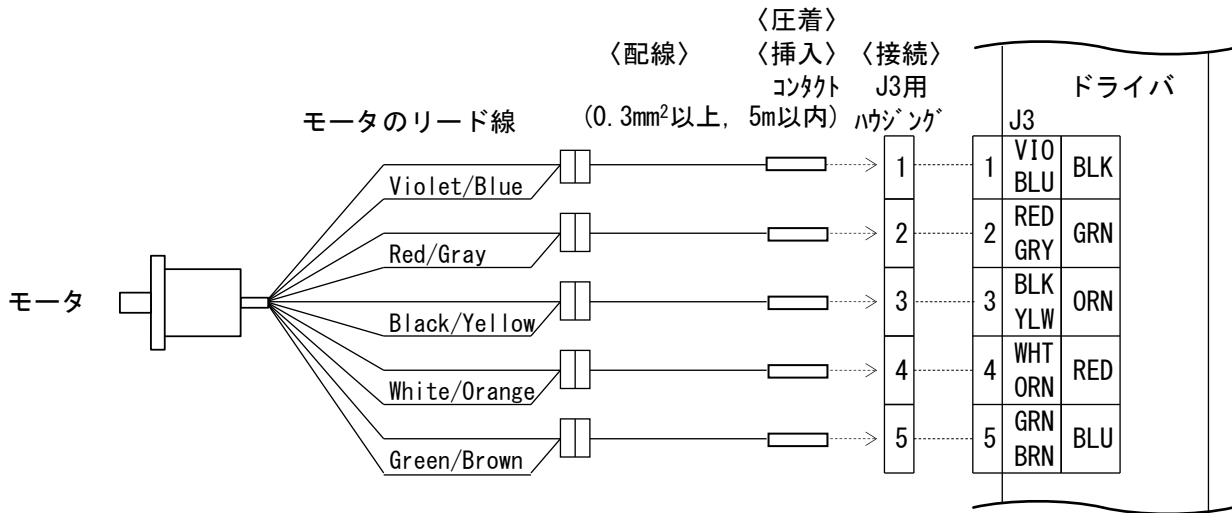 〈圧着〉
〈配線〉 〈挿入〉 〈接続〉
コンタクト J3用 ドライバ
モータのリード線 (0.3mm²以上, 5m以内) ハウジング J3
Violet/Blue 1 1 VIO BLU BLK
Red/Gray 2 2 RED GRY GRN
モータ Black/Yellow 3 3 BLK YLW ORN
White/Orange 4 4 WHT ORN RED
Green/Brown 5 5 GRN BRN BLU